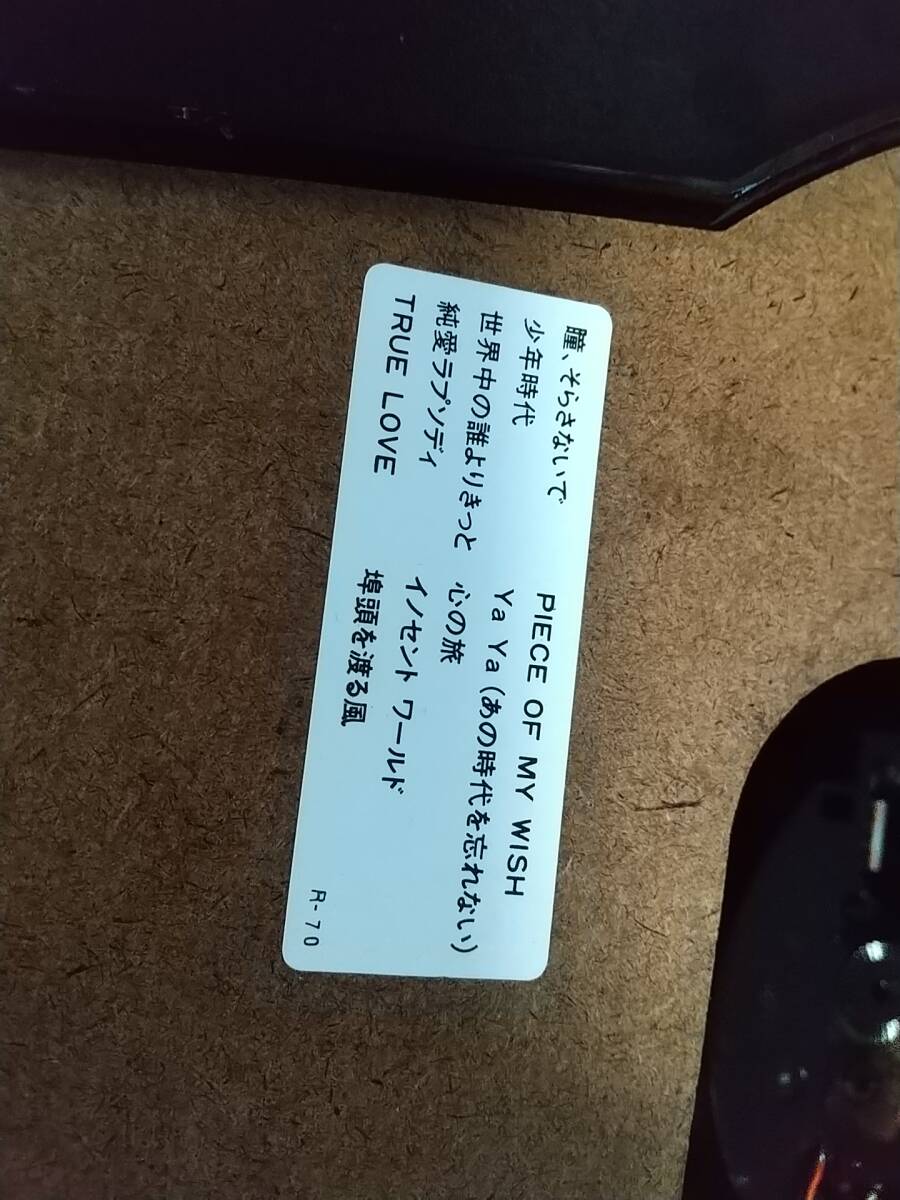 瞳、そらさないで
少年時代
世界中の誰よりきっと
純愛ラプソディ
TRUE LOVE
PIECE OF MY WISH
Ya Ya (あの時代を忘れない)
心の旅
イノセント ワールド
埠頭を渡る風
R-70